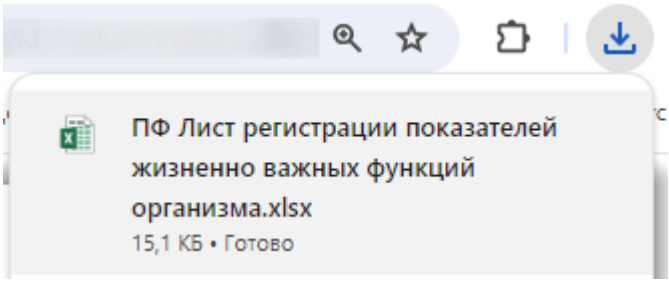 ПФ Лист регистрации показателей
жизненно важных функций
организма.xlsx
15,1 КБ • Готово